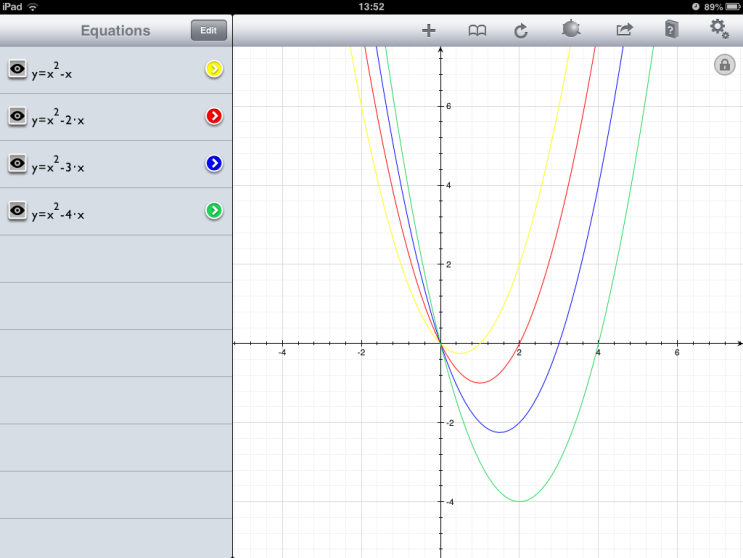 iPad 13:52 89%
Equations Edit
y=x²-x
y=x²-2·x
y=x²-3·x
y=x²-4·x
6
4
2
-4 -2 0 2 4 6
-2
-4